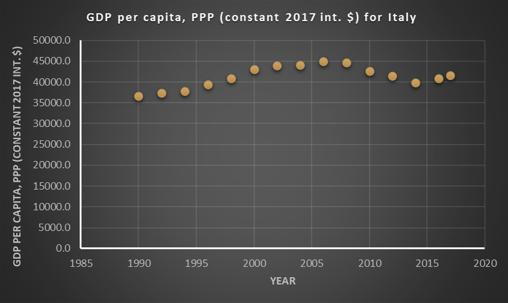 GDP per capita, PPP (constant 2017 int. $) for Italy
GDP PER CAPITA, PPP (CONSTANT 2017 INT. $)
50000.0
45000.0
40000.0
35000.0
30000.0
25000.0
20000.0
15000.0
10000.0
5000.0
0.0
1985 1990 1995 2000 2005 2010 2015 2020
YEAR